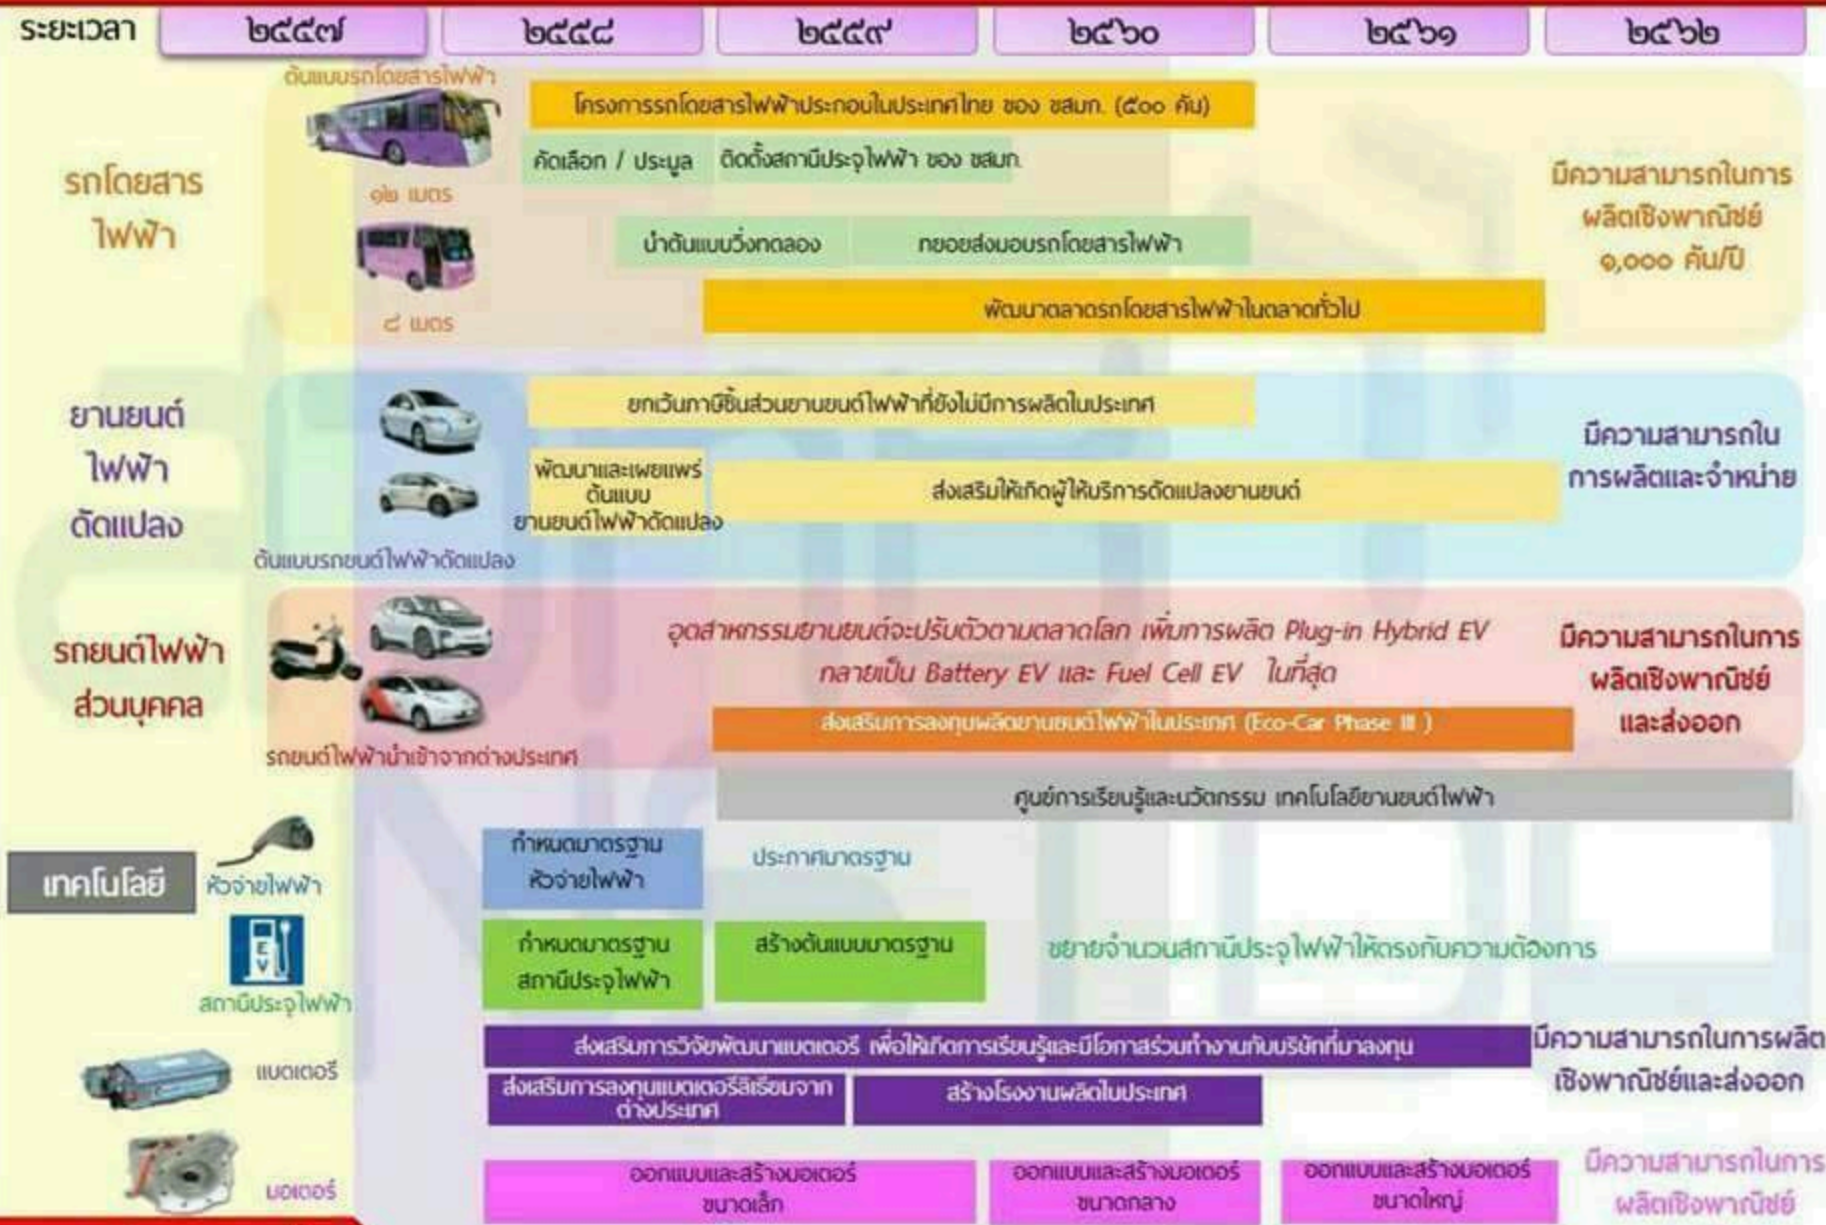 ระยะเวลา ๒๕๕๗ ๒๕๕๘ ๒๕๕๙ ๒๕๖๐ ๒๕๖๑ ๒๕๖๒
ต้นแบบรถโดยสารไฟฟ้า
โครงการรถโดยสารไฟฟ้าประกอบในประเทศไทย ของ ขสมก. (๕๐๐ คัน)
คัดเลือก / ประมูล
ติดตั้งสถานีประจุไฟฟ้า ของ ขสมก.
รถโดยสาร
ไฟฟ้า
๑๒ เมตร
นำต้นแบบวิ่งทดลอง
ทยอยส่งมอบรถโดยสารไฟฟ้า
พัฒนาตลาดรถโดยสารไฟฟ้าในตลาดทั่วไป
๘ เมตร
มีความสามารถในการ
ผลิตเชิงพาณิชย์
๑,๐๐๐ คัน/ปี
ยานยนต์
ไฟฟ้า
ดัดแปลง
ยกเว้นภาษีชิ้นส่วนยานยนต์ไฟฟ้าที่ยังไม่มีการผลิตในประเทศ
พัฒนาและเผยแพร่
ต้นแบบ
ยานยนต์ไฟฟ้าดัดแปลง
ส่งเสริมให้เกิดผู้ให้บริการดัดแปลงยานยนต์
ต้นแบบรถยนต์ไฟฟ้าดัดแปลง
มีความสามารถใน
การผลิตและจำหน่าย
รถยนต์ไฟฟ้า
ส่วนบุคคล
อุตสาหกรรมยานยนต์จะปรับตัวตามตลาดโลก เพิ่มการผลิต Plug-in Hybrid EV
กลายเป็น Battery EV และ Fuel Cell EV ในที่สุด
ส่งเสริมการลงทุนผลิตยานยนต์ไฟฟ้าในประเทศ (Eco-Car Phase III )
รถยนต์ไฟฟ้านำเข้าจากต่างประเทศ
มีความสามารถในการ
ผลิตเชิงพาณิชย์
และส่งออก
ศูนย์การเรียนรู้และนวัตกรรม เทคโนโลยียานยนต์ไฟฟ้า
เทคโนโลยี
หัวจ่ายไฟฟ้า
กำหนดมาตรฐาน
หัวจ่ายไฟฟ้า
ประกาศมาตรฐาน
EV
สถานีประจุไฟฟ้า
กำหนดมาตรฐาน
สถานีประจุไฟฟ้า
สร้างต้นแบบมาตรฐาน
ขยายจำนวนสถานีประจุไฟฟ้าให้ตรงกับความต้องการ
แบตเตอรี่
ส่งเสริมการวิจัยพัฒนาแบตเตอรี่ เพื่อให้เกิดการเรียนรู้และมีโอกาสร่วมทำงานกับบริษัทที่มาลงทุน
ส่งเสริมการลงทุนแบตเตอรี่ลิเธียมจาก
ต่างประเทศ
สร้างโรงงานผลิตในประเทศ
มีความสามารถในการผลิต
เชิงพาณิชย์และส่งออก
มอเตอร์
ออกแบบและสร้างมอเตอร์
ขนาดเล็ก
ออกแบบและสร้างมอเตอร์
ขนาดกลาง
ออกแบบและสร้างมอเตอร์
ขนาดใหญ่
มีความสามารถในการ
ผลิตเชิงพาณิชย์